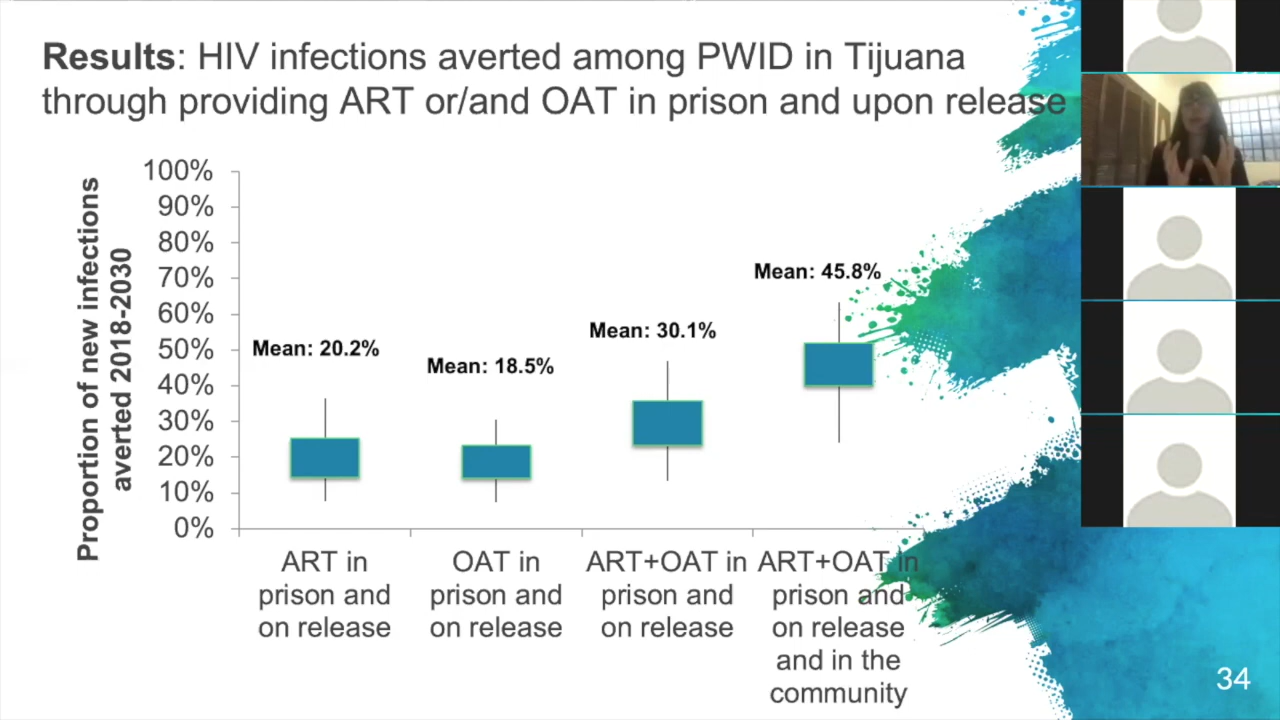 Results: HIV infections averted among PWID in Tijuana
through providing ART or/and OAT in prison and upon release
Proportion of new infections
averted 2018-2030
100%
90%
80%
70%
60%
50%
40%
30%
20%
10%
0%
Mean: 20.2%
Mean: 18.5%
Mean: 30.1%
Mean: 45.8%
ART in
prison and
on release
OAT in
prison and
on release
ART+OAT in
prison and
on release
ART+OAT in
prison and
on release
and in the
community
34